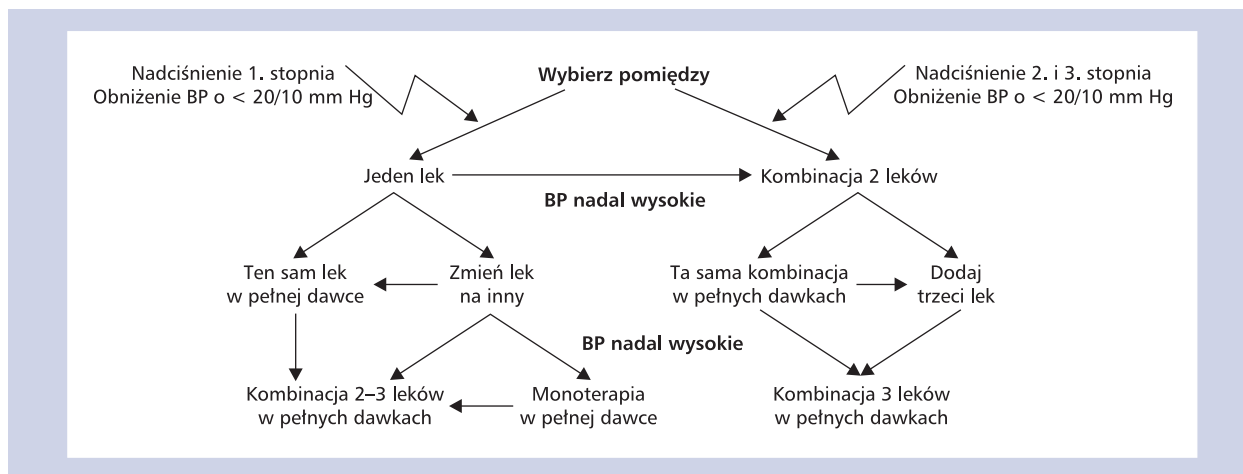 Nadciśnienie 1. stopnia
Obniżenie BP o < 20/10 mm Hg
Wybierz pomiędzy
Nadciśnienie 2. i 3. stopnia
Obniżenie BP o < 20/10 mm Hg
Jeden lek
BP nadal wysokie
Kombinacja 2 leków
Ten sam lek
w pełnej dawce
Zmień lek
na inny
Ta sama kombinacja
w pełnych dawkach
Dodaj
trzeci lek
BP nadal wysokie
Kombinacja 2–3 leków
w pełnych dawkach
Monoterapia
w pełnej dawce
Kombinacja 3 leków
w pełnych dawkach